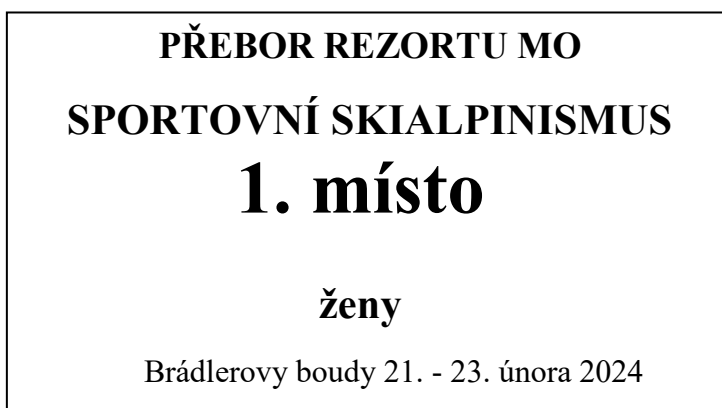 PŘEBOR REZORTU MO
SPORTOVNÍ SKIALPINISMUS
1. místo
ženy
Brádlerovy boudy 21. - 23. února 2024